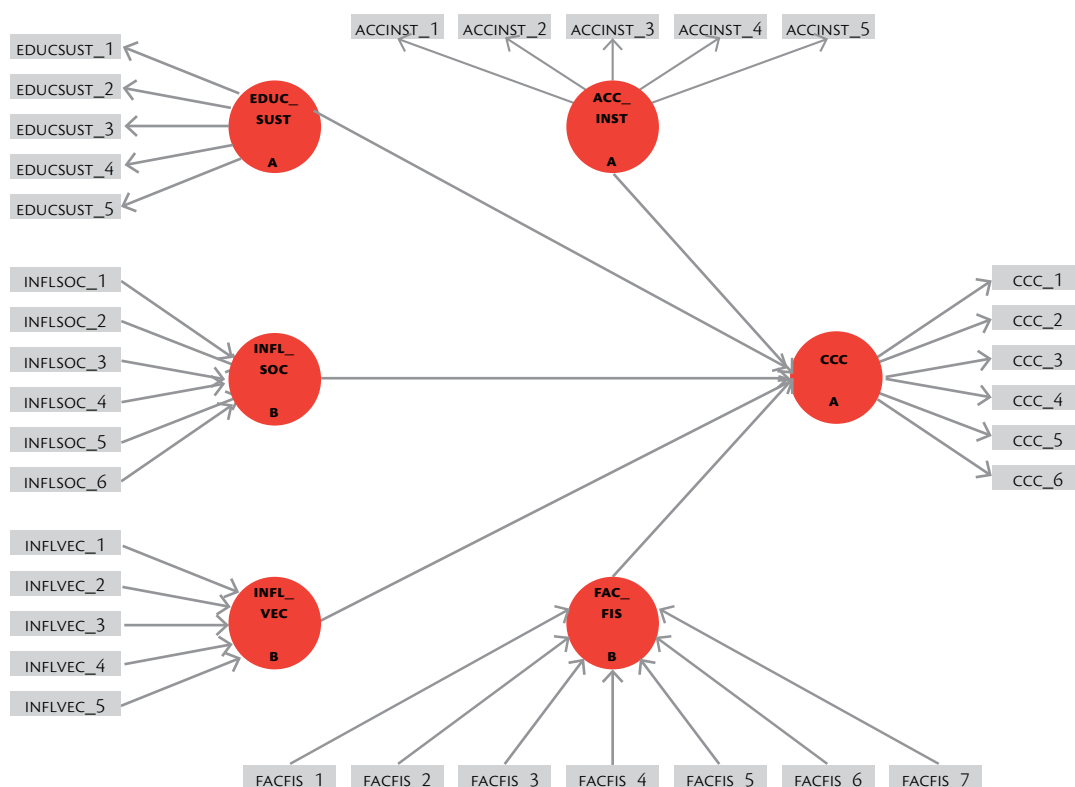 ACCINST_1
ACCINST_2
ACCINST_3
ACCINST_4
ACCINST_5
EDUCSUST_1
EDUCSUST_2
EDUCSUST_3
EDUCSUST_4
EDUCSUST_5
EDUC_
SUST
A
ACC_
INST
A
INFLSOC_1
INFLSOC_2
INFLSOC_3
INFLSOC_4
INFLSOC_5
INFLSOC_6
INFL_
SOC
B
CCC
A
CCC_1
CCC_2
CCC_3
CCC_4
CCC_5
CCC_6
INFLVEC_1
INFLVEC_2
INFLVEC_3
INFLVEC_4
INFLVEC_5
INFL_
VEC
B
FAC_
FIS
B
FACFIS_1
FACFIS_2
FACFIS_3
FACFIS_4
FACFIS_5
FACFIS_6
FACFIS_7